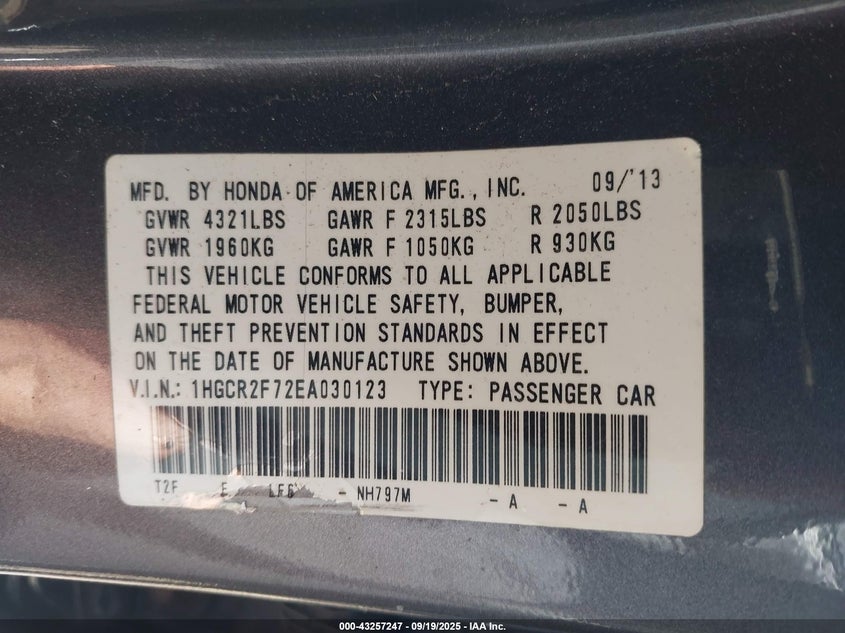 MFD. BY HONDA OF AMERICA MFG., INC. 09/'13
GVWR 4321LBS GAWR F 2315LBS R 2050LBS
GVWR 1960KG GAWR F 1050KG R 930KG
THIS VEHICLE CONFORMS TO ALL APPLICABLE
FEDERAL MOTOR VEHICLE SAFETY, BUMPER,
AND THEFT PREVENTION STANDARDS IN EFFECT
ON THE DATE OF MANUFACTURE SHOWN ABOVE.
V.I.N.: 1HGCR2F72EA030123 TYPE: PASSENGER CAR
T2F E LF6 - NH797M - A - A
000-43257247 - 09/19/2025 - IAA Inc.